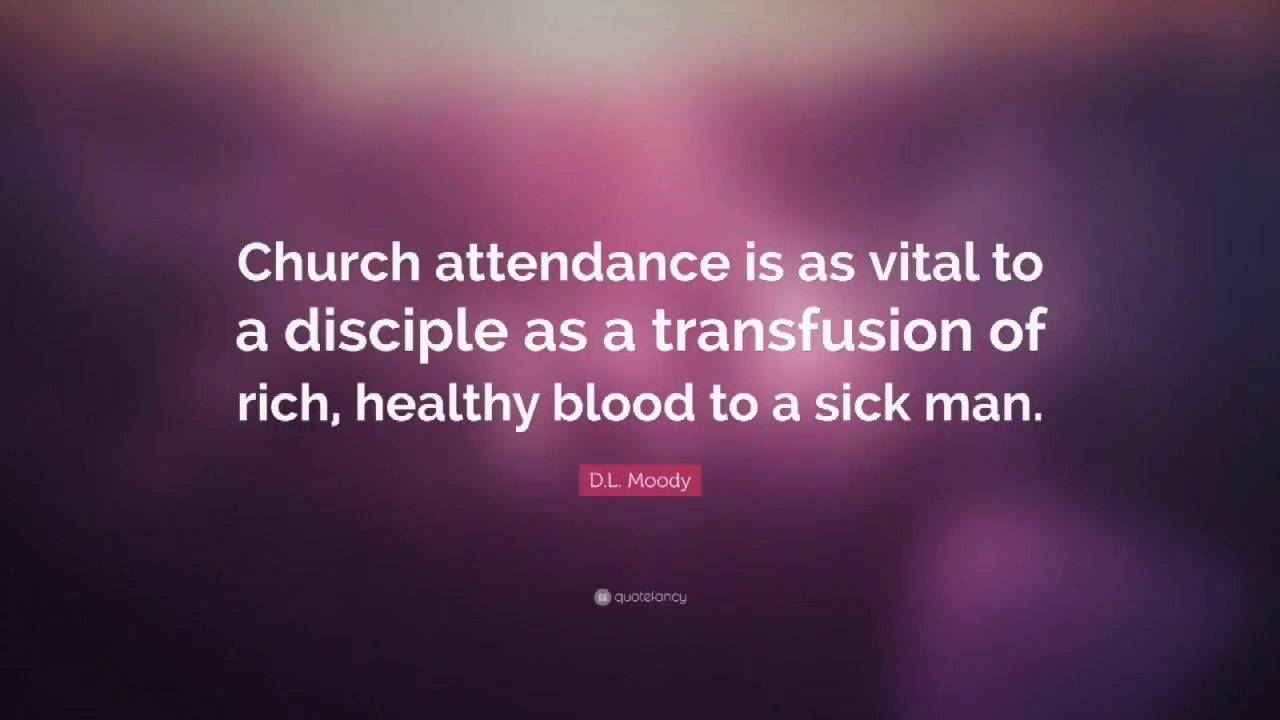 Church attendance is as vital to
a disciple as a transfusion of
rich, healthy blood to a sick man.
D.L. Moody
quotefancy